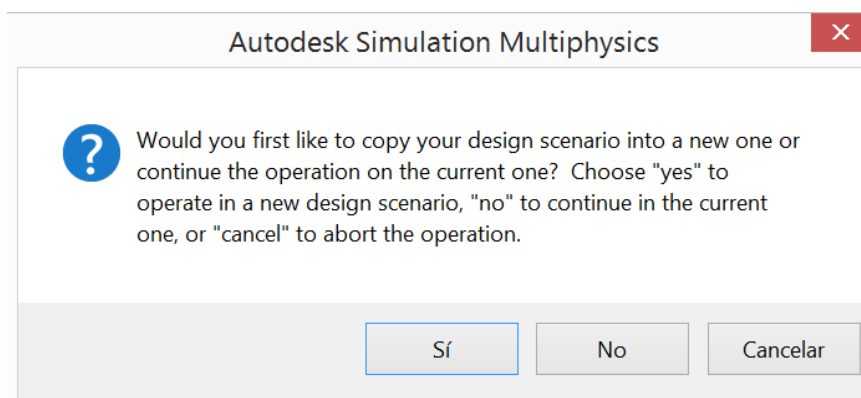 Autodesk Simulation Multiphysics
Would you first like to copy your design scenario into a new one or
continue the operation on the current one? Choose "yes" to
operate in a new design scenario, "no" to continue in the current
one, or "cancel" to abort the operation.
Sí No Cancelar